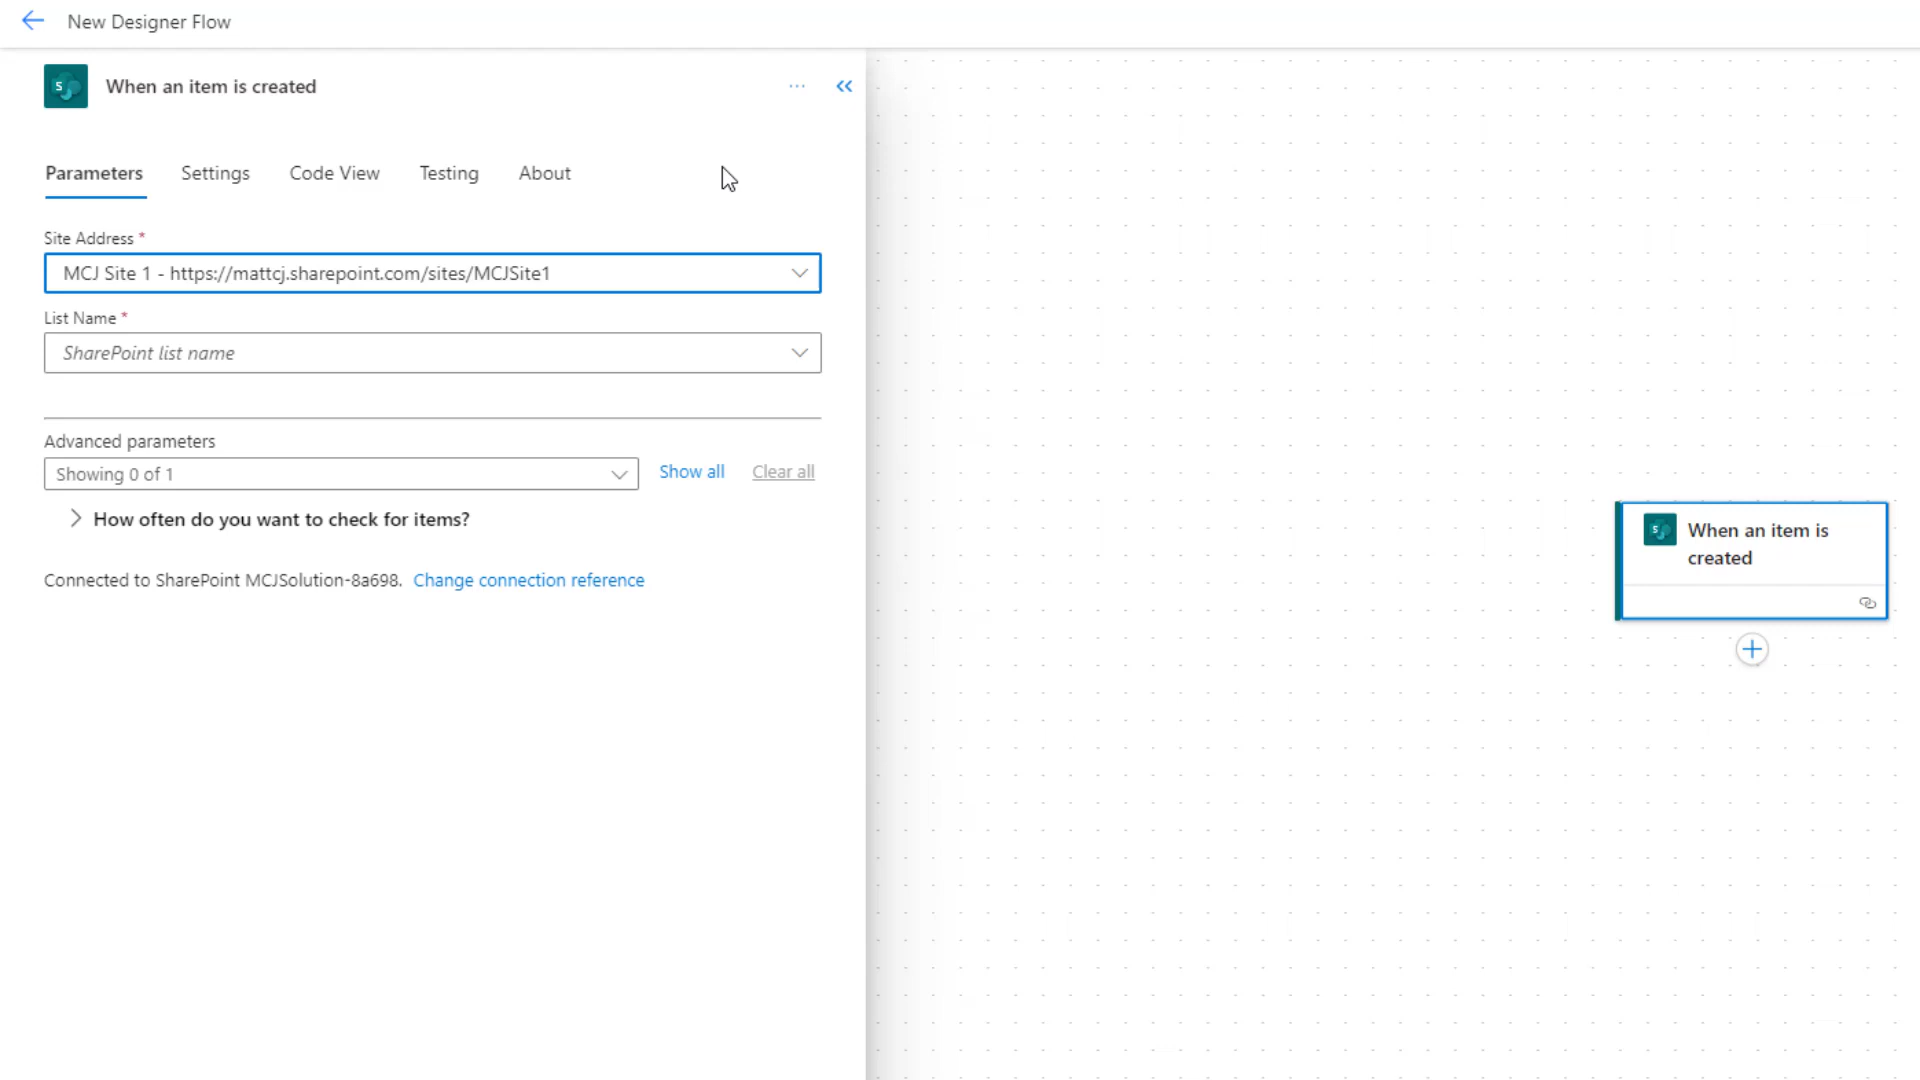 New Designer Flow
When an item is created
Parameters Settings Code View Testing About
Site Address *
MCJ Site 1 - https://mattcj.sharepoint.com/sites/MCJSite1
List Name *
SharePoint list name
Advanced parameters
Showing 0 of 1 Show all Clear all
How often do you want to check for items?
Connected to SharePoint MCJSolution-8a698. Change connection reference
When an item is
created